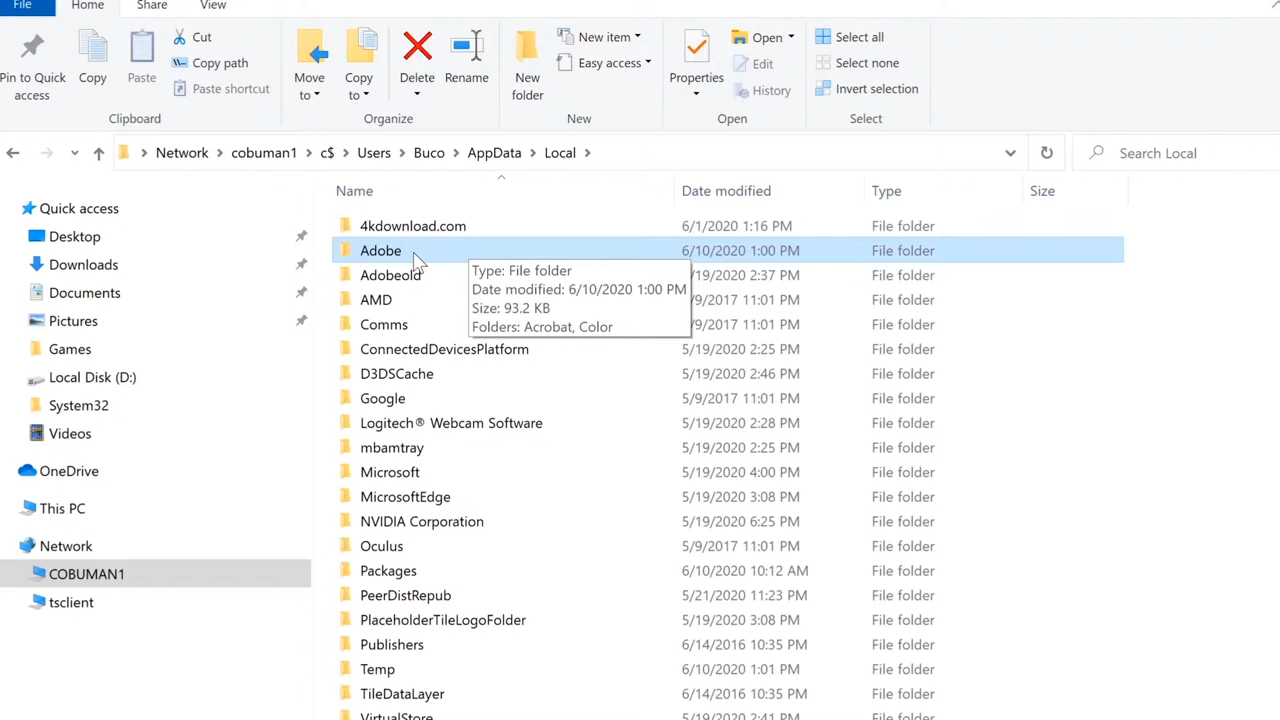 File Home Share View
Pin to Quick access
Copy
Paste
Cut
Copy path
Paste shortcut
Clipboard
Move to
Copy to
Delete
Rename
Organize
New folder
New item
Easy access
New
Properties
Open
Edit
History
Open
Select all
Select none
Invert selection
Select
Network > cobuman1 > c$ > Users > Buco > AppData > Local >
Search Local
Quick access
Desktop
Downloads
Documents
Pictures
Games
Local Disk (D:)
System32
Videos
OneDrive
This PC
Network
COBUMAN1
tsclient
Name Date modified Type Size
4kdownload.com 6/1/2020 1:16 PM File folder
Adobe 6/10/2020 1:00 PM File folder
Adobeold /19/2020 2:37 PM File folder
AMD /9/2017 11:01 PM File folder
Comms /9/2017 11:01 PM File folder
ConnectedDevicesPlatform 5/19/2020 2:25 PM File folder
D3DSCache 5/19/2020 2:46 PM File folder
Google 5/9/2017 11:01 PM File folder
Logitech® Webcam Software 5/19/2020 2:28 PM File folder
mbamtray 5/19/2020 2:25 PM File folder
Microsoft 5/19/2020 4:00 PM File folder
MicrosoftEdge 5/19/2020 3:08 PM File folder
NVIDIA Corporation 5/19/2020 6:25 PM File folder
Oculus 5/9/2017 11:01 PM File folder
Packages 6/10/2020 10:12 AM File folder
PeerDistRepub 5/21/2020 11:23 PM File folder
PlaceholderTileLogoFolder 5/19/2020 3:08 PM File folder
Publishers 6/14/2016 10:35 PM File folder
Temp 6/10/2020 1:01 PM File folder
TileDataLayer 6/14/2016 10:35 PM File folder
VirtualStore 5/19/2020 2:41 PM File folder
Type: File folder
Date modified: 6/10/2020 1:00 PM
Size: 93.2 KB
Folders: Acrobat, Color